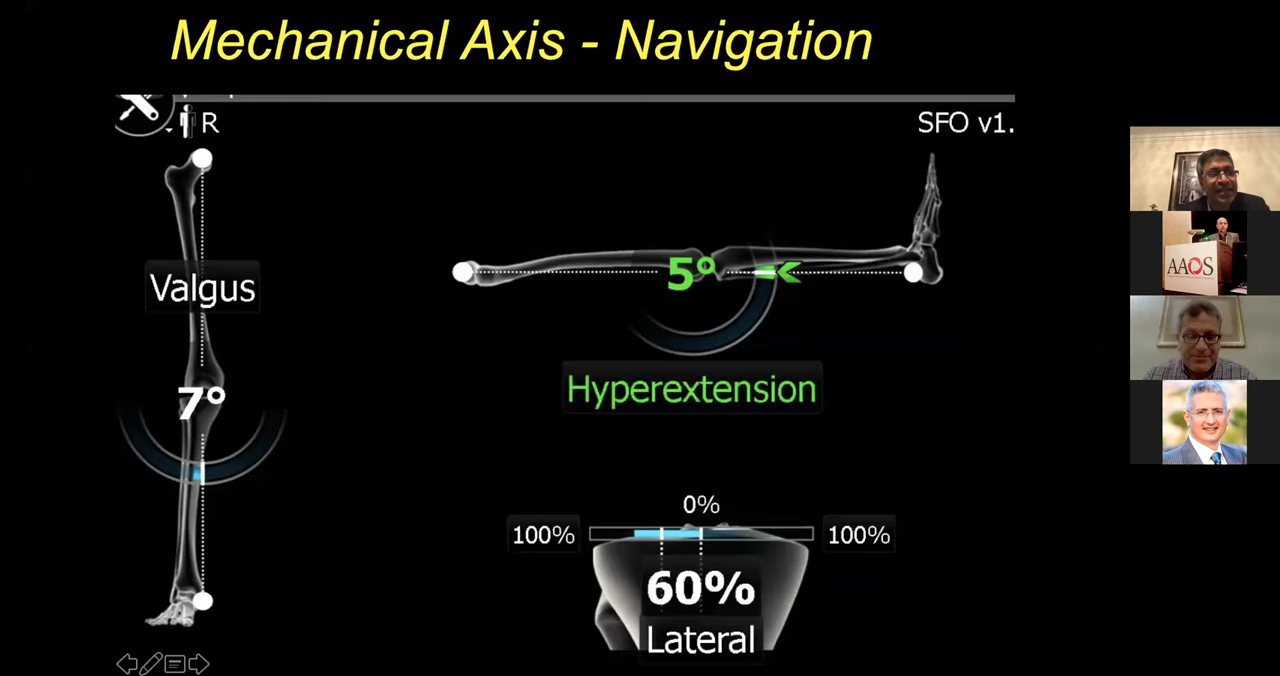 Mechanical Axis - Navigation
R
SFO v1.
Valgus
7°
5°
Hyperextension
0%
100%
100%
60%
Lateral
AAOS